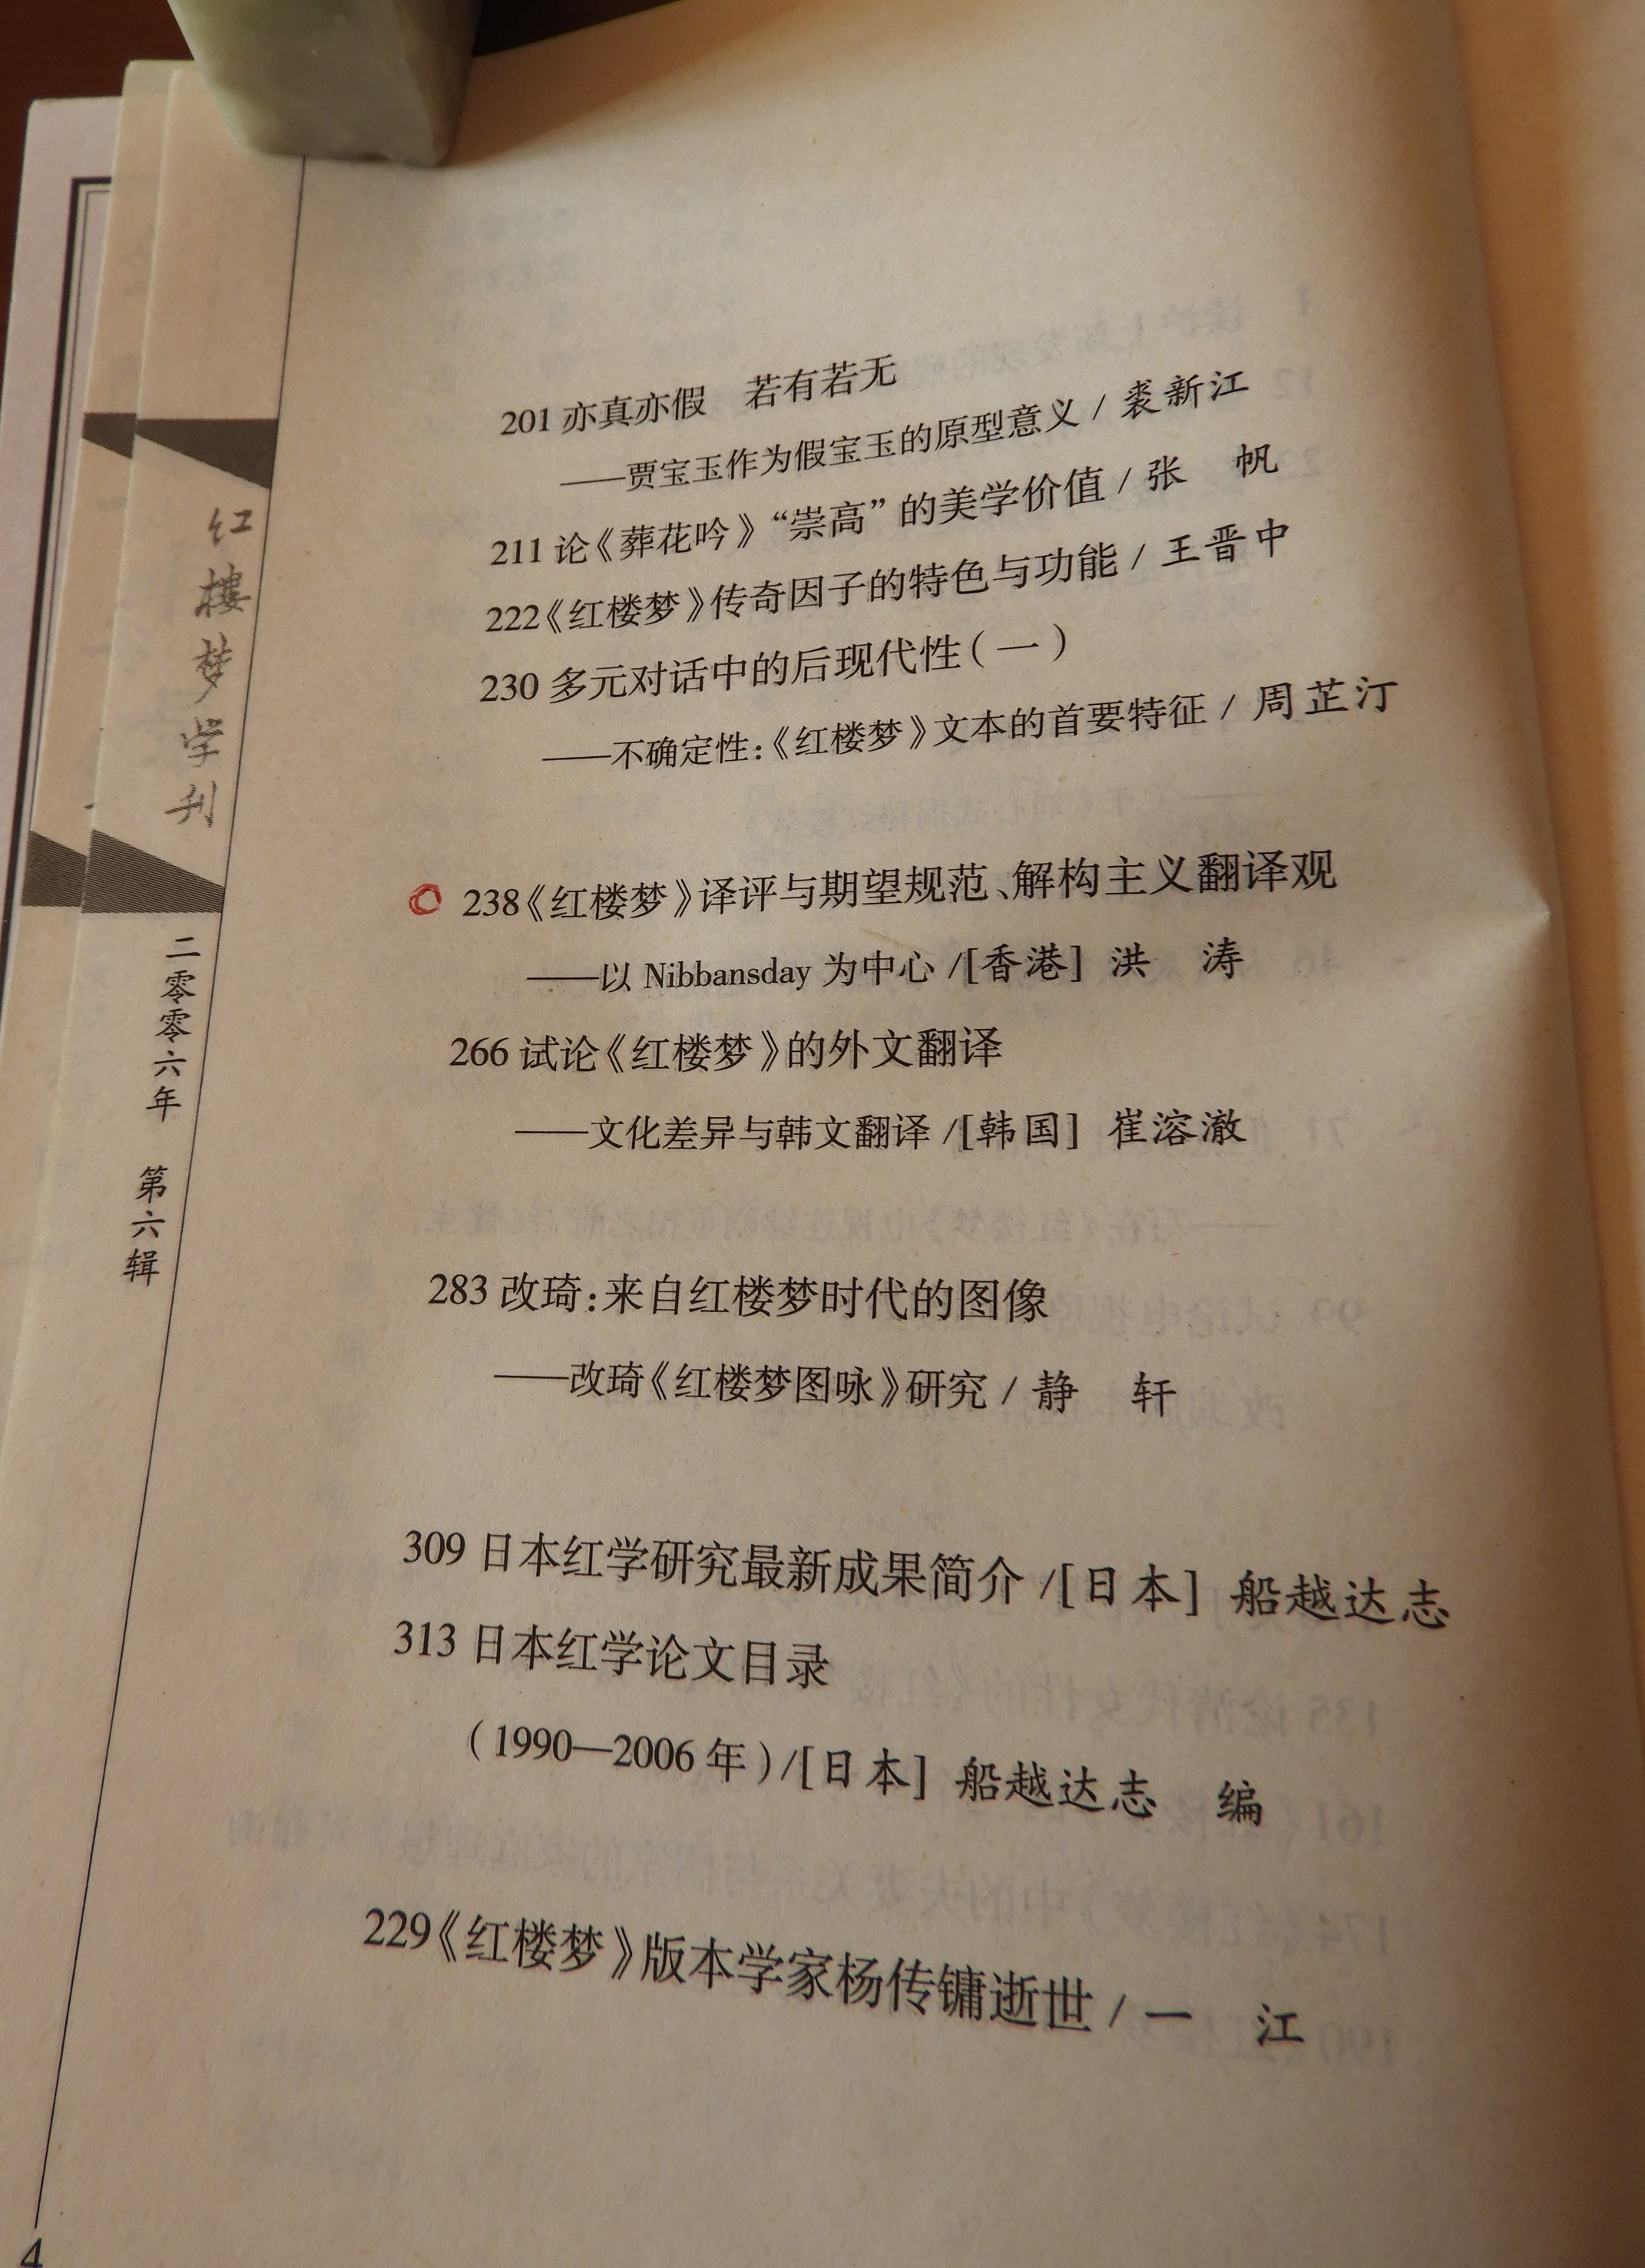 201 亦真亦假　若有若无
——贾宝玉作为假宝玉的原型意义 / 裘新江
211 论《葬花吟》“崇高”的美学价值 / 张　帆
222《红楼梦》传奇因子的特色与功能 / 王晋中
230 多元对话中的后现代性(一)
——不确定性:《红楼梦》文本的首要特征 / 周芷汀
238《红楼梦》译评与期望规范、解构主义翻译观
——以 Nibbansday 为中心 /[香港] 洪　涛
266 试论《红楼梦》的外文翻译
——文化差异与韩文翻译 /[韩国] 崔溶澈
283 改琦:来自红楼梦时代的图像
——改琦《红楼梦图咏》研究 / 静　轩
309 日本红学研究最新成果简介 /[日本] 船越达志
313 日本红学论文目录
(1990—2006 年)/[日本] 船越达志　编
229《红楼梦》版本学家杨传镛逝世 / 一　江
红楼梦学刊
二零零六年　第六辑
4